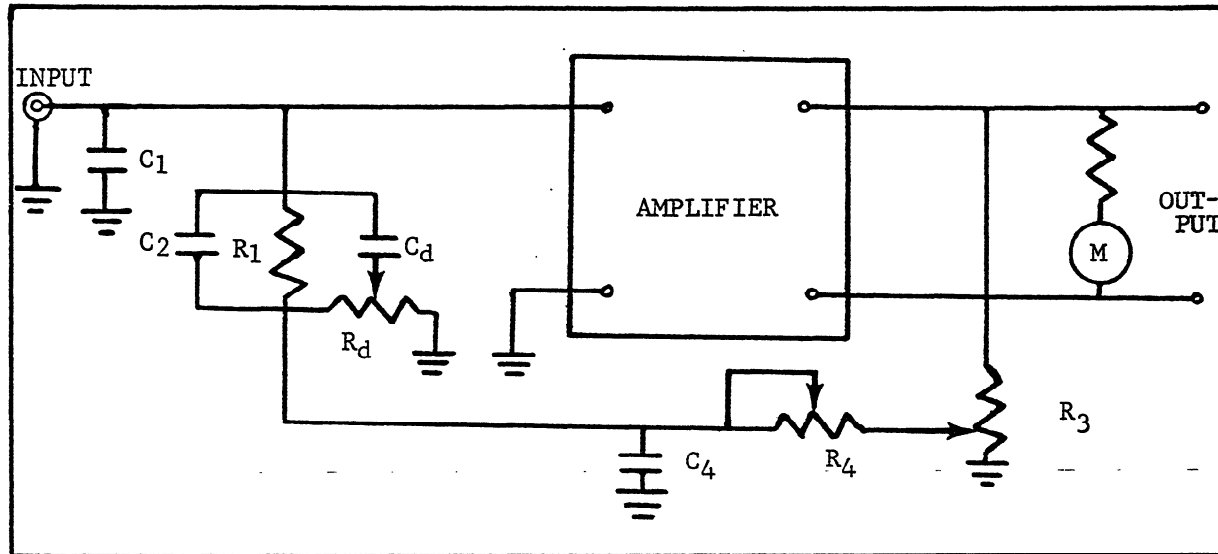 INPUT
C1
C2
R1
Cd
Rd
AMPLIFIER
M
OUT-
PUT
R3
R4
C4